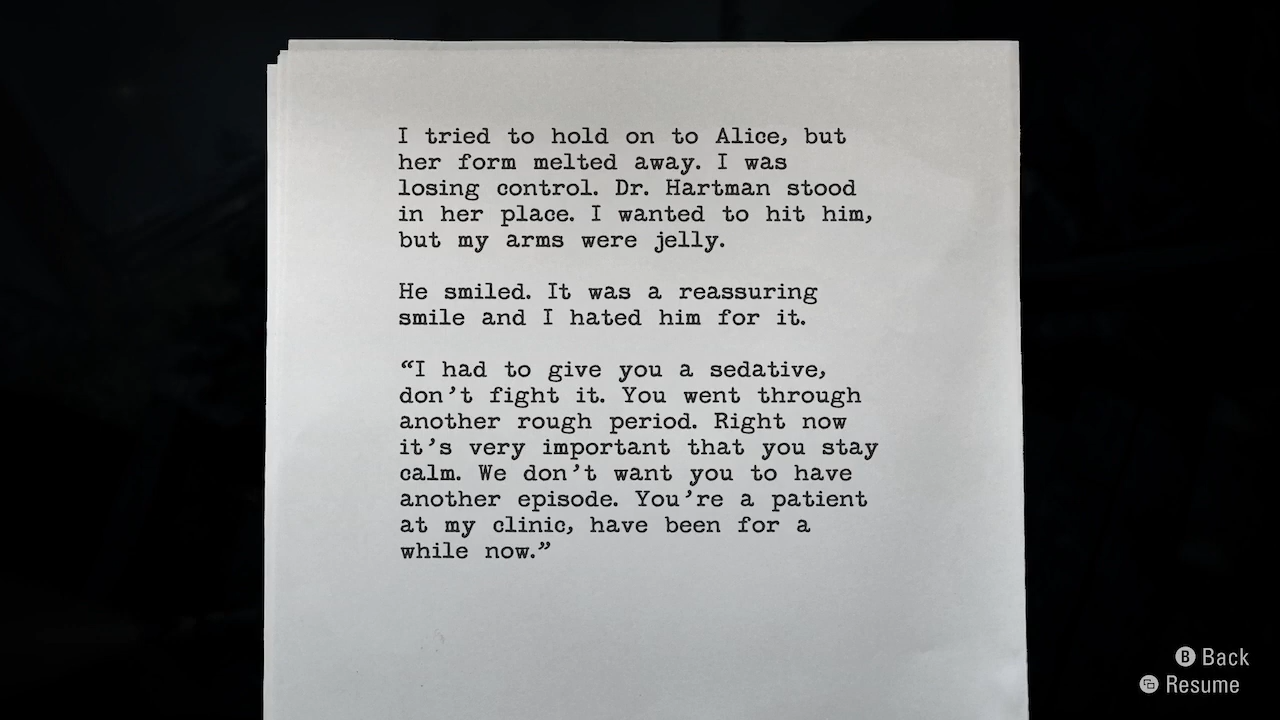 I tried to hold on to Alice, but
her form melted away. I was
losing control. Dr. Hartman stood
in her place. I wanted to hit him,
but my arms were jelly.
He smiled. It was a reassuring
smile and I hated him for it.
“I had to give you a sedative,
don’t fight it. You went through
another rough period. Right now
it’s very important that you stay
calm. We don’t want you to have
another episode. You’re a patient
at my clinic, have been for a
while now.”
B Back
Resume